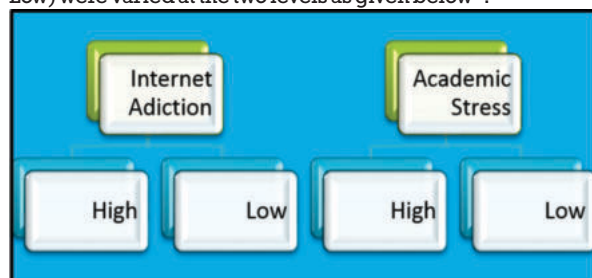 Low) were varied at the two levels as given below :
Internet Adiction
Academic Stress
High
Low
High
Low